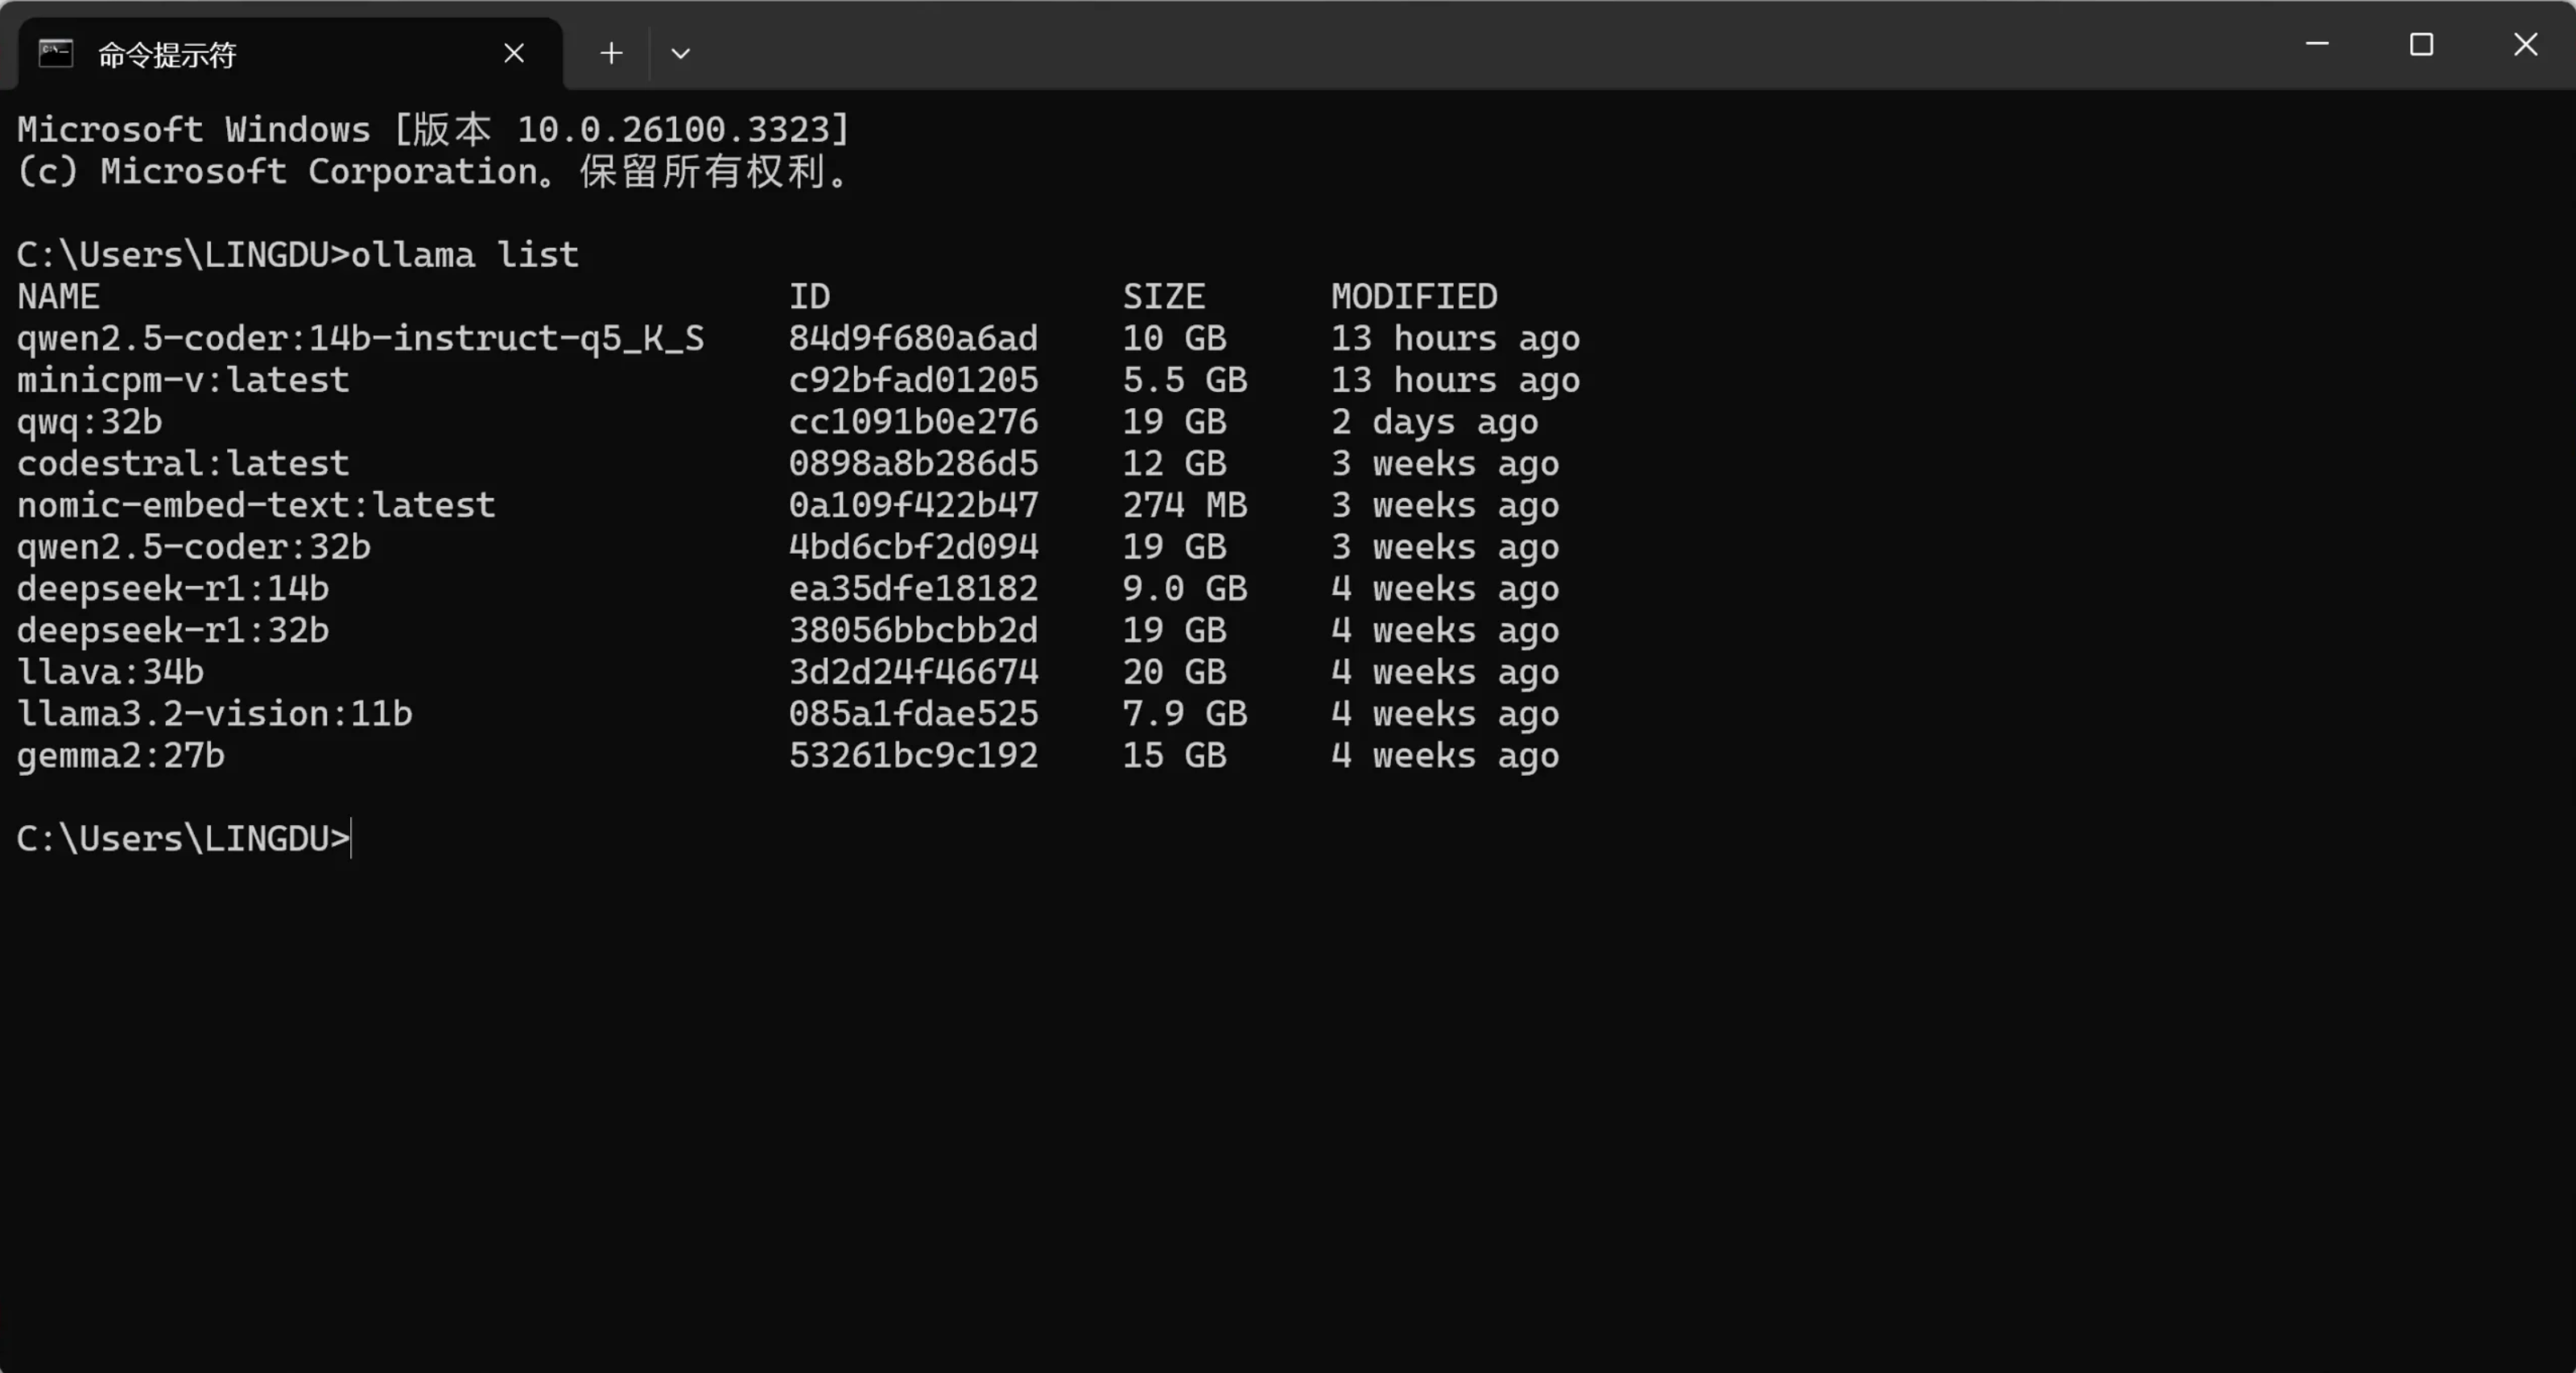 命令提示符
Microsoft Windows [版本 10.0.26100.3323]
(c) Microsoft Corporation。保留所有权利。
C:\Users\LINGDU>ollama list
NAME ID SIZE MODIFIED
qwen2.5-coder:14b-instruct-q5_K_S 84d9f680a6ad 10 GB 13 hours ago
minicpm-v:latest c92bfad01205 5.5 GB 13 hours ago
qwq:32b cc1091b0e276 19 GB 2 days ago
codestral:latest 0898a8b286d5 12 GB 3 weeks ago
nomic-embed-text:latest 0a109f422b47 274 MB 3 weeks ago
qwen2.5-coder:32b 4bd6cbf2d094 19 GB 3 weeks ago
deepseek-r1:14b ea35dfe18182 9.0 GB 4 weeks ago
deepseek-r1:32b 38056bbcbb2d 19 GB 4 weeks ago
llava:34b 3d2d24f46674 20 GB 4 weeks ago
llama3.2-vision:11b 085a1fdae525 7.9 GB 4 weeks ago
gemma2:27b 53261bc9c192 15 GB 4 weeks ago
C:\Users\LINGDU>